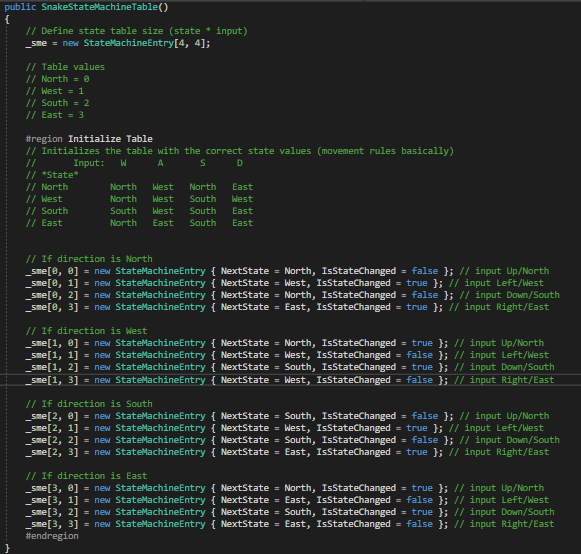 public SnakeStateMachineTable()
{
// Define state table size (state * input)
_sme = new StateMachineEntry[4, 4];
// Table values
// North = 0
// West = 1
// South = 2
// East = 3
#region Initialize Table
// Initializes the table with the correct state values (movement rules basically)
// Input: W A S D
// *State*
// North North West North East
// West North West South West
// South South West South East
// East North East South East
// If direction is North
_sme[0, 0] = new StateMachineEntry { NextState = North, IsStateChanged = false }; // input Up/North
_sme[0, 1] = new StateMachineEntry { NextState = West, IsStateChanged = true }; // input Left/West
_sme[0, 2] = new StateMachineEntry { NextState = North, IsStateChanged = false }; // input Down/South
_sme[0, 3] = new StateMachineEntry { NextState = East, IsStateChanged = true }; // input Right/East
// If direction is West
_sme[1, 0] = new StateMachineEntry { NextState = North, IsStateChanged = true }; // input Up/North
_sme[1, 1] = new StateMachineEntry { NextState = West, IsStateChanged = false }; // input Left/West
_sme[1, 2] = new StateMachineEntry { NextState = South, IsStateChanged = true }; // input Down/South
_sme[1, 3] = new StateMachineEntry { NextState = West, IsStateChanged = false }; // input Right/East
// If direction is South
_sme[2, 0] = new StateMachineEntry { NextState = South, IsStateChanged = false }; // input Up/North
_sme[2, 1] = new StateMachineEntry { NextState = West, IsStateChanged = true }; // input Left/West
_sme[2, 2] = new StateMachineEntry { NextState = South, IsStateChanged = false }; // input Down/South
_sme[2, 3] = new StateMachineEntry { NextState = East, IsStateChanged = true }; // input Right/East
// If direction is East
_sme[3, 0] = new StateMachineEntry { NextState = North, IsStateChanged = true }; // input Up/North
_sme[3, 1] = new StateMachineEntry { NextState = East, IsStateChanged = false }; // input Left/West
_sme[3, 2] = new StateMachineEntry { NextState = South, IsStateChanged = true }; // input Down/South
_sme[3, 3] = new StateMachineEntry { NextState = East, IsStateChanged = false }; // input Right/East
#endregion
}